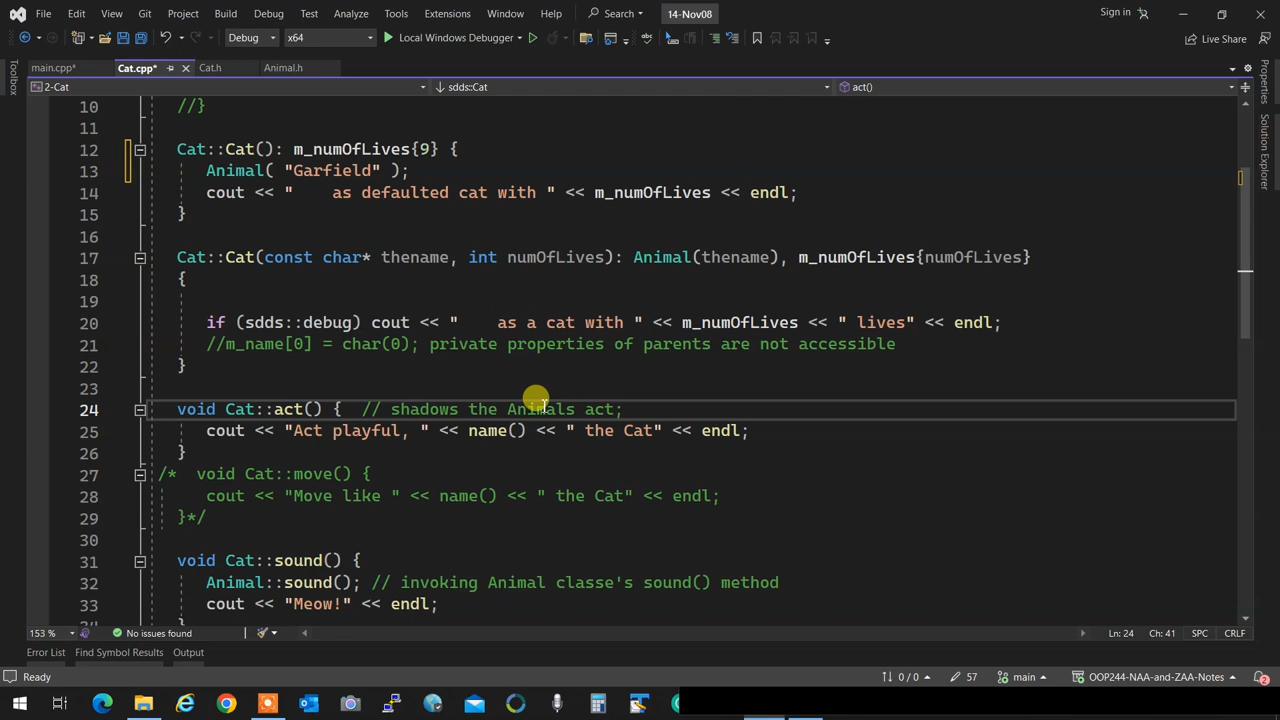 File Edit View Git Project Build Debug Test Analyze Tools Extensions Window Help Search 14-Nov08 Sign in
Debug x64 Local Windows Debugger Live Share
main.cpp* Cat.cpp* Cat.h Animal.h
2-Cat sdds::Cat act()
Toolbox
Properties
Solution Explorer
10 //}
11
12 Cat::Cat(): m_numOfLives{9} {
13 Animal( "Garfield" );
14 cout << "    as defaulted cat with " << m_numOfLives << endl;
15 }
16
17 Cat::Cat(const char* thename, int numOfLives): Animal(thename), m_numOfLives{numOfLives}
18 {
19
20 if (sdds::debug) cout << "    as a cat with " << m_numOfLives << " lives" << endl;
21 //m_name[0] = char(0); private properties of parents are not accessible
22 }
23
24 void Cat::act() {  // shadows the Animals act;
25 cout << "Act playful, " << name() << " the Cat" << endl;
26 }
27 /*  void Cat::move() {
28 cout << "Move like " << name() << " the Cat" << endl;
29 }*/
30
31 void Cat::sound() {
32 Animal::sound(); // invoking Animal classe's sound() method
33 cout << "Meow!" << endl;
153 % No issues found Ln: 24 Ch: 41 SPC CRLF
Error List Find Symbol Results Output
Ready 0 / 0 57 main OOP244-NAA-and-ZAA-Notes 2